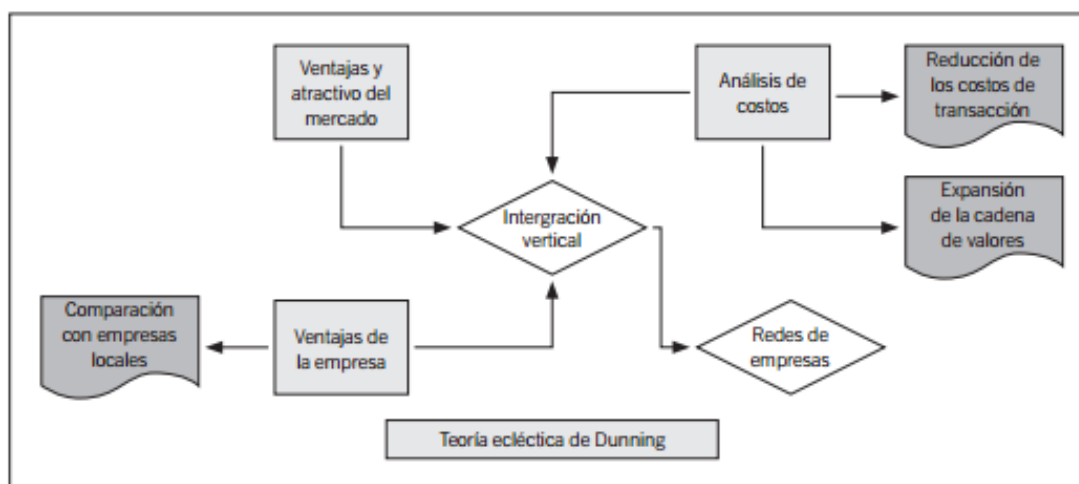 Ventajas y
atractivo del
mercado
Análisis de
costos
Reducción de
los costos de
transacción
Intergración
vertical
Expansión
de la cadena
de valores
Comparación
con empresas
locales
Ventajas de
la empresa
Redes de
empresas
Teoría ecléctica de Dunning